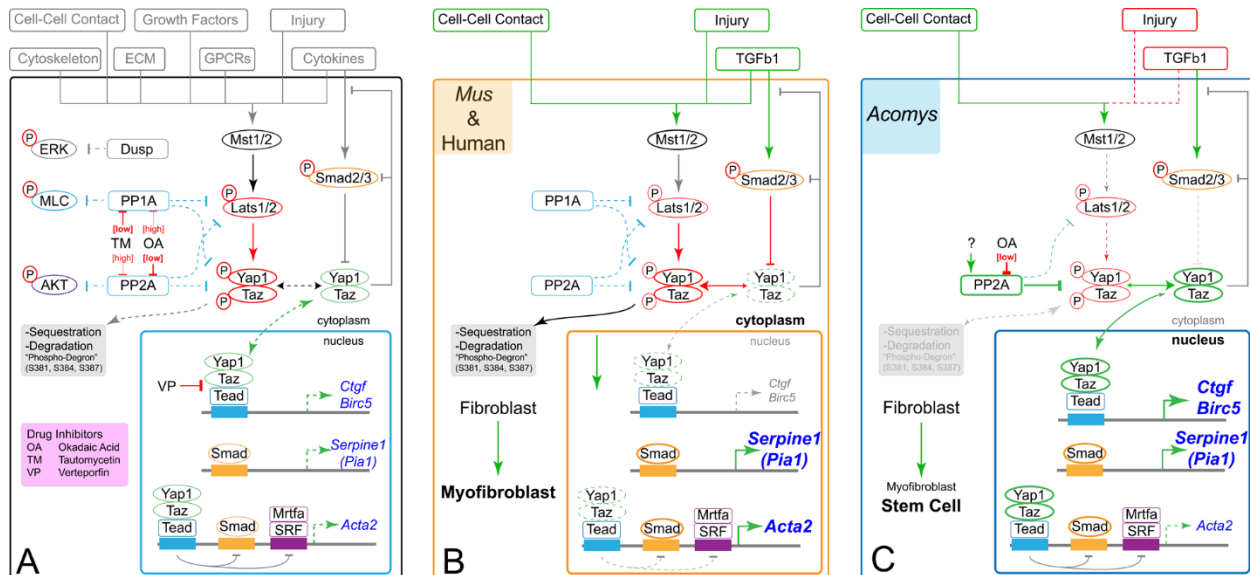 Cell-Cell Contact
Growth Factors
Injury
Cytoskeleton
ECM
GPCRs
Cytokines
P
ERK
Dusp
Mst1/2
P
Smad2/3
P
MLC
PP1A
P
Lats1/2
[low]
[high]
TM
OA
[high]
[low]
P
AKT
PP2A
P
Yap1
Taz
P
Yap1
Taz
-Sequestration
-Degradation
"Phospho-Degron"
(S381, S384, S387)
cytoplasm
nucleus
Yap1
Taz
Tead
VP
Ctgf
Birc5
Drug Inhibitors
OA Okadaic Acid
TM Tautomycetin
VP Verteporfin
Smad
Serpine1
(Pia1)
Yap1
Taz
Tead
Smad
Mrtfa
SRF
Acta2
A
Cell-Cell Contact
Injury
TGFb1
Mus
&
Human
Mst1/2
P
Smad2/3
PP1A
P
Lats1/2
PP2A
P
Yap1
Taz
P
Yap1
Taz
-Sequestration
-Degradation
"Phospho-Degron"
(S381, S384, S387)
cytoplasm
nucleus
Yap1
Taz
Tead
Ctgf
Birc5
Fibroblast
Myofibroblast
Smad
Serpine1
(Pia1)
Yap1
Taz
Tead
Smad
Mrtfa
SRF
Acta2
B
Cell-Cell Contact
Injury
TGFb1
Acomys
Mst1/2
P
Smad2/3
P
Lats1/2
?
OA
[low]
PP2A
P
Yap1
Taz
P
Yap1
Taz
-Sequestration
-Degradation
"Phospho-Degron"
(S381, S384, S387)
cytoplasm
nucleus
Yap1
Taz
Tead
Ctgf
Birc5
Fibroblast
Myofibroblast
Stem Cell
Smad
Serpine1
(Pia1)
Yap1
Taz
Tead
Smad
Mrtfa
SRF
Acta2
C